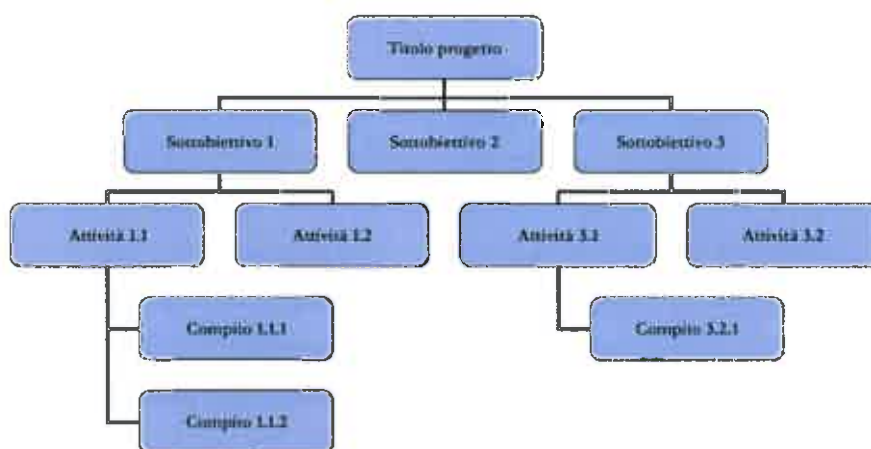 Titolo progetto
Sottobiettivo 1
Sottobiettivo 2
Sottobiettivo 3
Attività 1.1
Attività 1.2
Attività 3.1
Attività 3.2
Compito 1.1.1
Compito 3.2.1
Compito 1.1.2